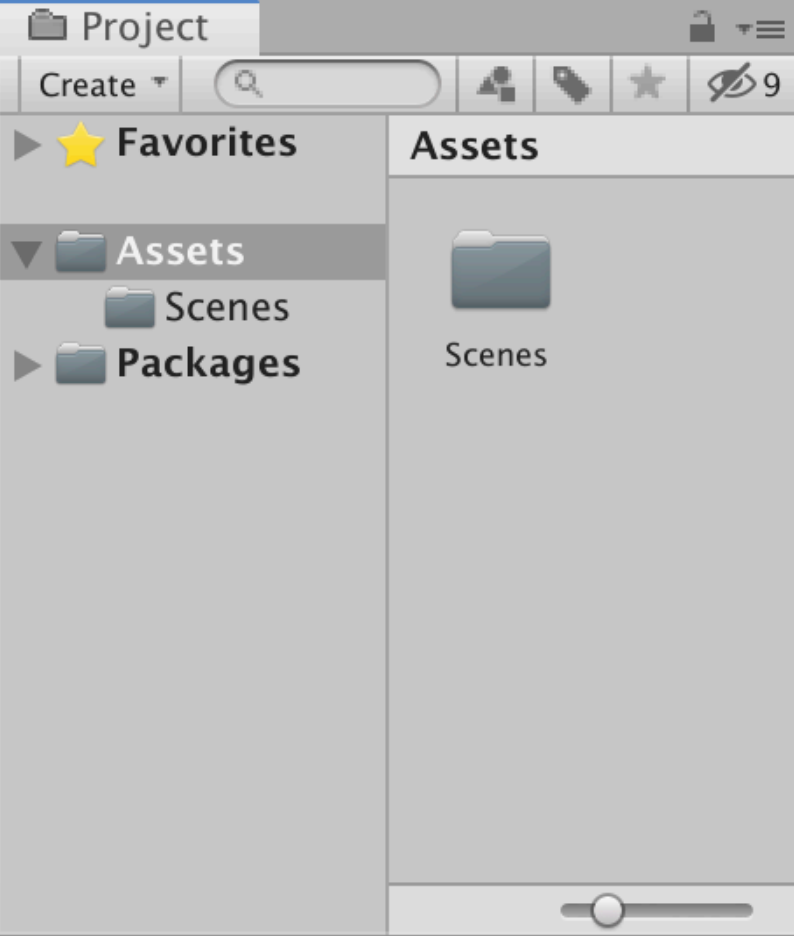 Project
Create
9
Favorites
Assets
Scenes
Packages
Assets
Scenes